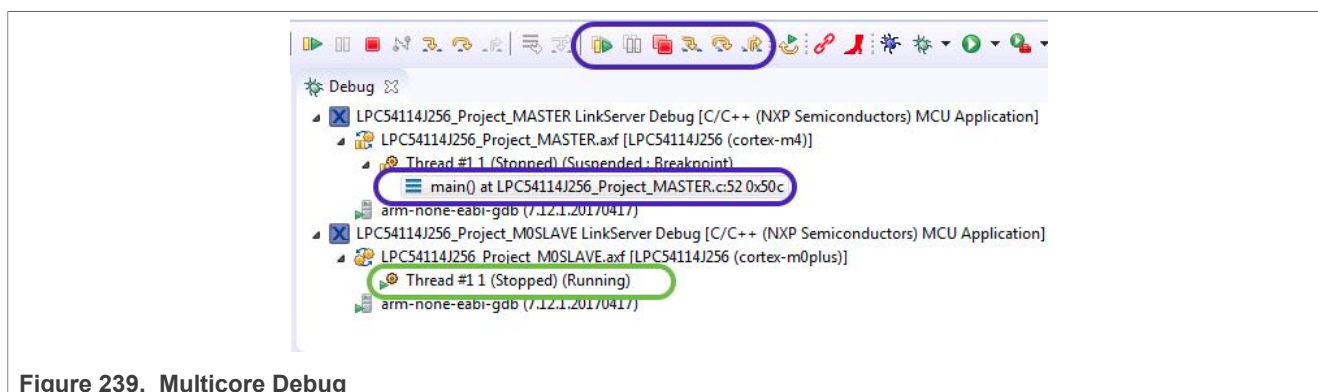 Debug
LPC54114J256_Project_MASTER LinkServer Debug [C/C++ (NXP Semiconductors) MCU Application]
LPC54114J256_Project_MASTER.axf [LPC54114J256 (cortex-m4)]
Thread #1 1 (Stopped) (Suspended : Breakpoint)
main() at LPC54114J256_Project_MASTER.c:52 0x50c
arm-none-eabi-gdb (7.12.1.20170417)
LPC54114J256_Project_M0SLAVE LinkServer Debug [C/C++ (NXP Semiconductors) MCU Application]
LPC54114J256_Project_M0SLAVE.axf [LPC54114J256 (cortex-m0plus)]
Thread #1 1 (Stopped) (Running)
arm-none-eabi-gdb (7.12.1.20170417)
Figure 239. Multicore Debug